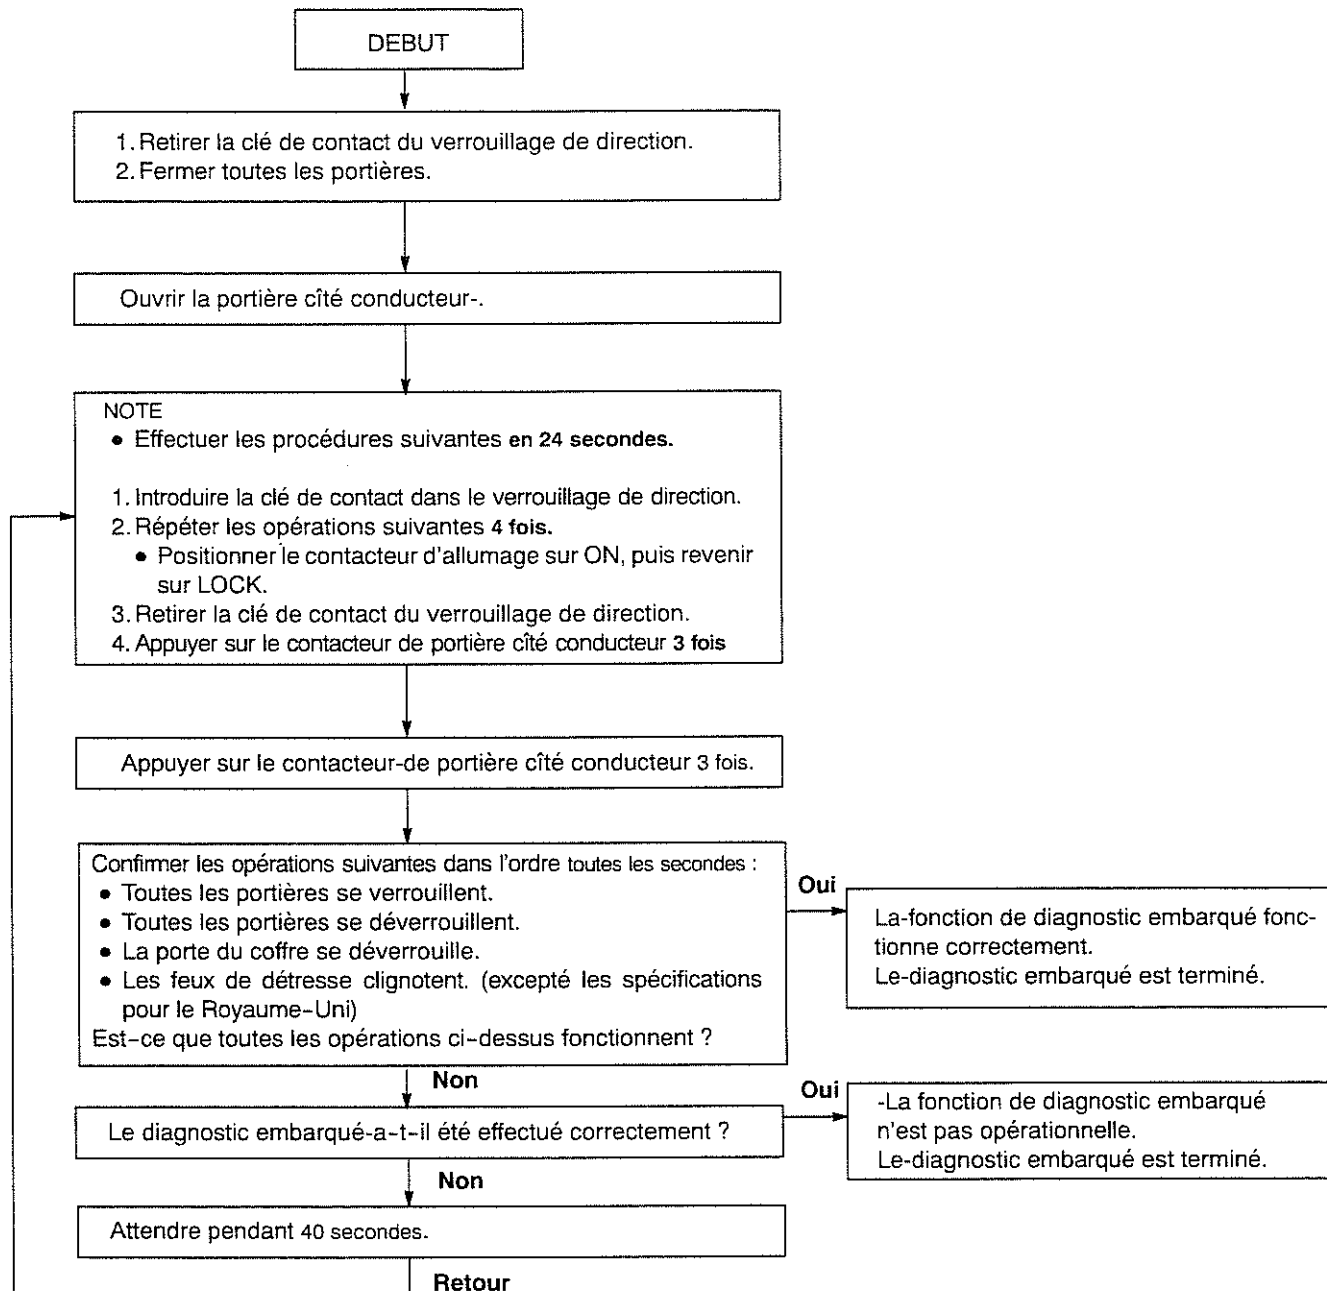 DEBUT
1. Retirer la clé de contact du verrouillage de direction.
2. Fermer toutes les portières.
Ouvrir la portière cîté conducteur-.
NOTE
• Effectuer les procédures suivantes en 24 secondes.
1. Introduire la clé de contact dans le verrouillage de direction.
2. Répéter les opérations suivantes 4 fois.
• Positionner le contacteur d'allumage sur ON, puis revenir
sur LOCK.
3. Retirer la clé de contact du verrouillage de direction.
4. Appuyer sur le contacteur de portière cîté conducteur 3 fois
Appuyer sur le contacteur-de portière cîté conducteur 3 fois.
Confirmer les opérations suivantes dans l'ordre toutes les secondes :
• Toutes les portières se verrouillent.
• Toutes les portières se déverrouillent.
• La porte du coffre se déverrouille.
• Les feux de détresse clignotent. (excepté les spécifications
pour le Royaume-Uni)
Est-ce que toutes les opérations ci-dessus fonctionnent ?
Oui
La-fonction de diagnostic embarqué fonc-
tionne correctement.
Le-diagnostic embarqué est terminé.
Non
Le diagnostic embarqué-a-t-il été effectué correctement ?
Oui
-La fonction de diagnostic embarqué
n'est pas opérationnelle.
Le-diagnostic embarqué est terminé.
Non
Attendre pendant 40 secondes.
Retour